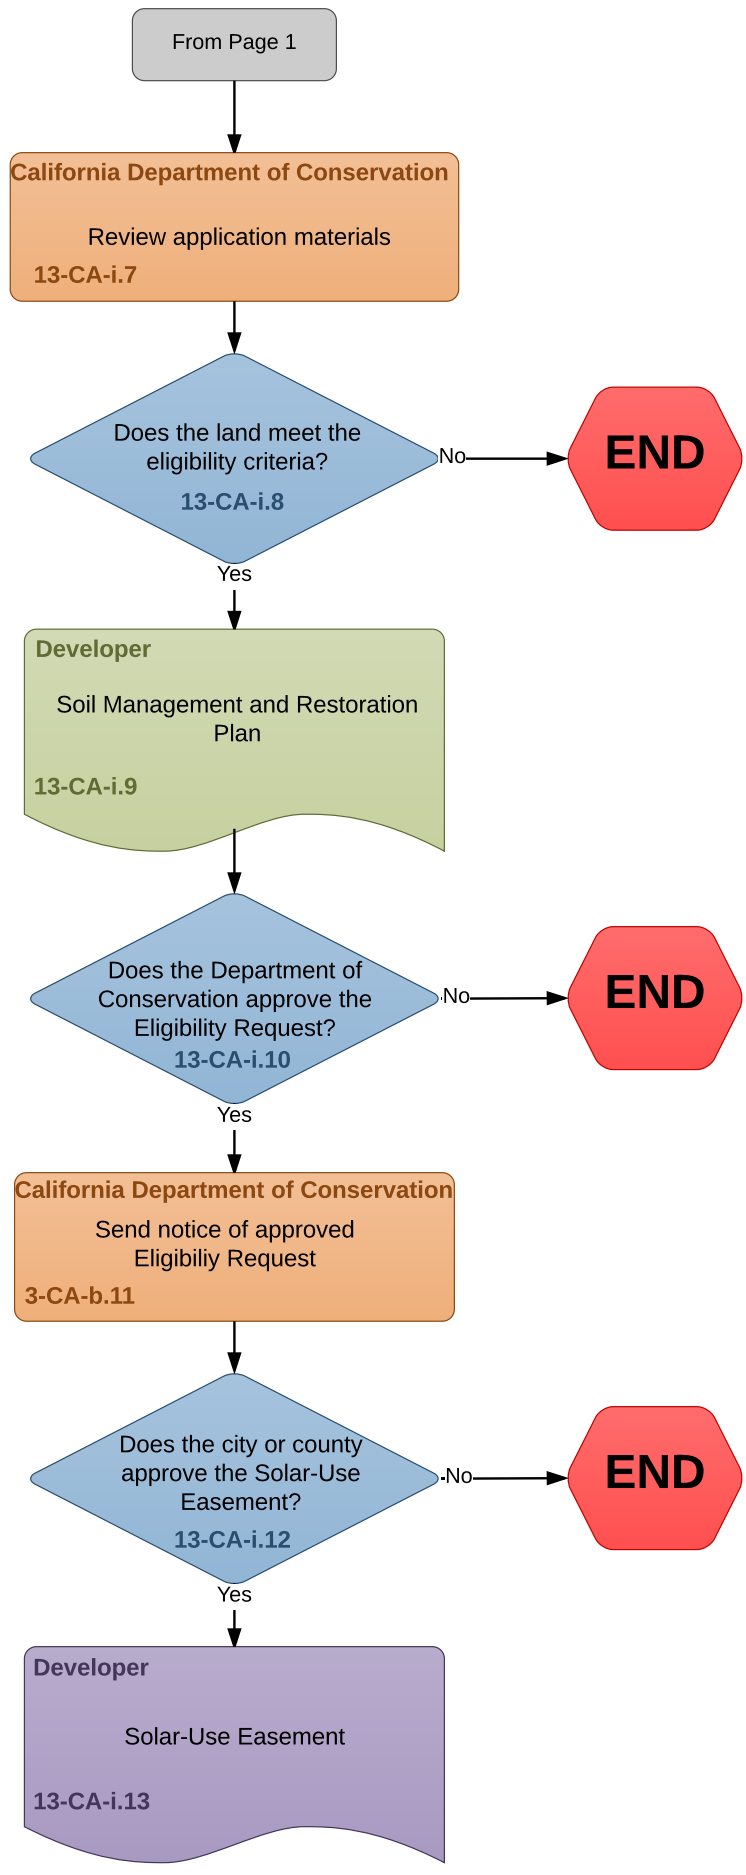 From Page 1
California Department of Conservation
Review application materials
13-CA-i.7
Does the land meet the
eligibility criteria?
13-CA-i.8
No
END
Yes
Developer
Soil Management and Restoration
Plan
13-CA-i.9
Does the Department of
Conservation approve the
Eligibility Request?
13-CA-i.10
No
END
Yes
California Department of Conservation
Send notice of approved
Eligibiliy Request
3-CA-b.11
Does the city or county
approve the Solar-Use
Easement?
13-CA-i.12
No
END
Yes
Developer
Solar-Use Easement
13-CA-i.13